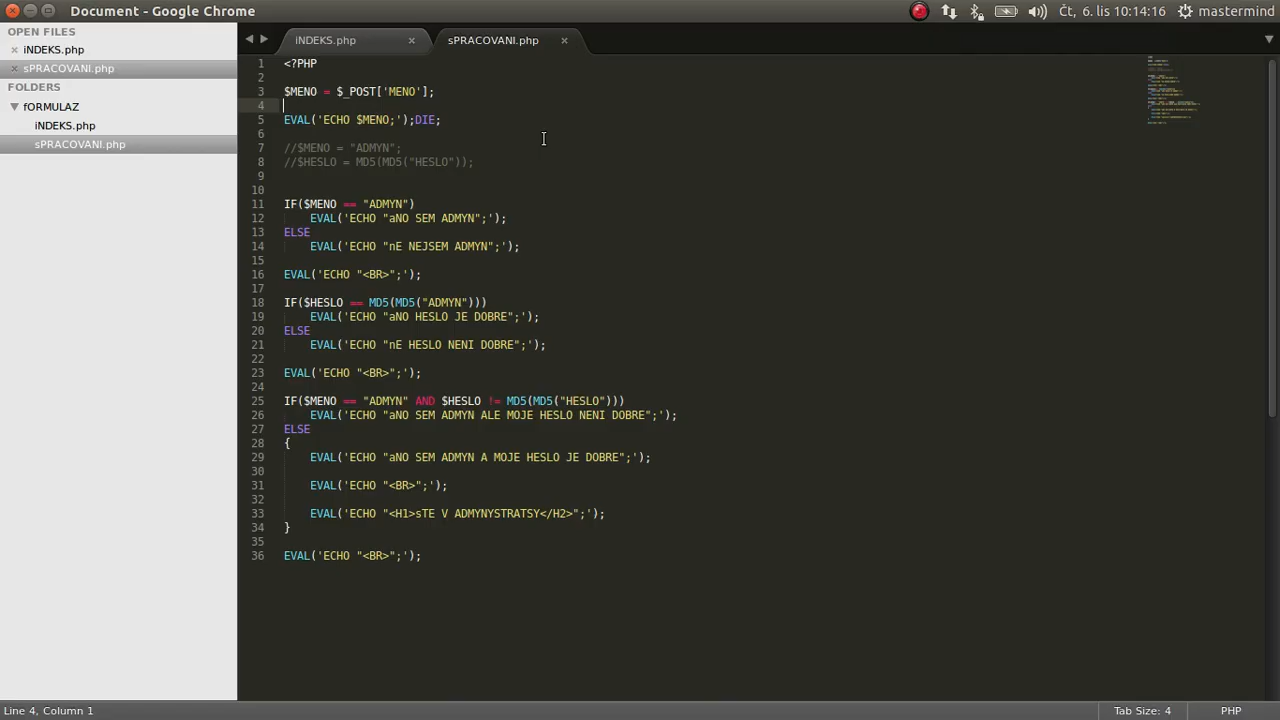 Document - Google Chrome
Čt, 6. lis 10:14:16
mastermind
OPEN FILES
iNDEKS.php
sPRACOVANI.php
FOLDERS
fORMULAZ
iNDEKS.php
sPRACOVANI.php
iNDEKS.php
sPRACOVANI.php
1 <?PHP
2
3 $MENO = $_POST['MENO'];
4
5 EVAL('ECHO $MENO;');DIE;
6
7 //$MENO = "ADMYN";
8 //$HESLO = MD5(MD5("HESLO"));
9
10
11 IF($MENO == "ADMYN")
12 EVAL('ECHO "aNO SEM ADMYN";');
13 ELSE
14 EVAL('ECHO "nE NEJSEM ADMYN";');
15
16 EVAL('ECHO "<BR>";');
17
18 IF($HESLO == MD5(MD5("ADMYN")))
19 EVAL('ECHO "aNO HESLO JE DOBRE";');
20 ELSE
21 EVAL('ECHO "nE HESLO NENI DOBRE";');
22
23 EVAL('ECHO "<BR>";');
24
25 IF($MENO == "ADMYN" AND $HESLO != MD5(MD5("HESLO")))
26 EVAL('ECHO "aNO SEM ADMYN ALE MOJE HESLO NENI DOBRE";');
27 ELSE
28 {
29 EVAL('ECHO "aNO SEM ADMYN A MOJE HESLO JE DOBRE";');
30
31 EVAL('ECHO "<BR>";');
32
33 EVAL('ECHO "<H1>sTE V ADMYNYSTRATSY</H2>";');
34 }
35
36 EVAL('ECHO "<BR>";');
Line 4, Column 1
Tab Size: 4
PHP